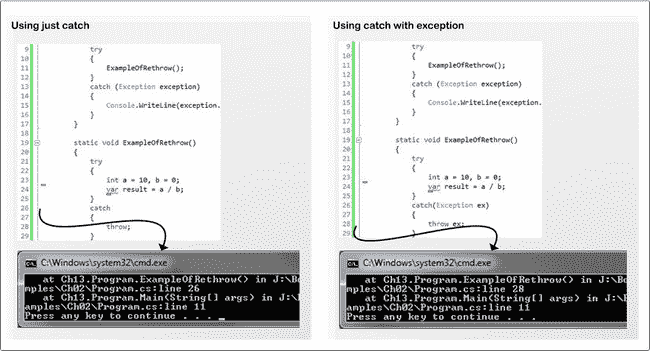 Using just catch
9 try
10 {
11 ExampleOfRethrow();
12 }
13 catch (Exception exception)
14 {
15 Console.WriteLine(exception.
16 }
17 }
18
19 static void ExampleOfRethrow()
20 {
21 try
22 {
23 int a = 10, b = 0;
24 var result = a / b;
25 }
26 catch
27 {
28 throw;
29 }
C:\Windows\system32\cmd.exe
at Ch13.Program.ExampleOfRethrow() in J:\Bo
mples\Ch02\Program.cs:line 26
at Ch13.Program.Main(String[] args) in J:\B
amples\Ch02\Program.cs:line 11
Press any key to continue . . . _
Using catch with exception
9 try
10 {
11 ExampleOfRethrow();
12 }
13 catch (Exception exception)
14 {
15 Console.WriteLine(exception.
16 }
17 }
18
19 static void ExampleOfRethrow()
20 {
21 try
22 {
23 int a = 10, b = 0;
24 var result = a / b;
25 }
26 catch(Exception ex)
27 {
28 throw ex;
29 }
C:\Windows\system32\cmd.exe
at Ch13.Program.ExampleOfRethrow() in J:\Bo
mples\Ch02\Program.cs:line 28
at Ch13.Program.Main(String[] args) in J:\
amples\Ch02\Program.cs:line 11
Press any key to continue . . .